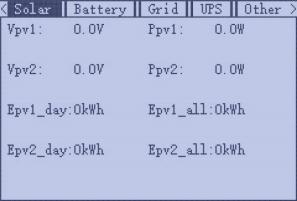 < Solar Battery Grid UPS Other >
Vpv1: 0.0V Ppv1: 0.0W
Vpv2: 0.0V Ppv2: 0.0W
Epv1_day:0kWh Epv1_all:0kWh
Epv2_day:0kWh Epv2_all:0kWh